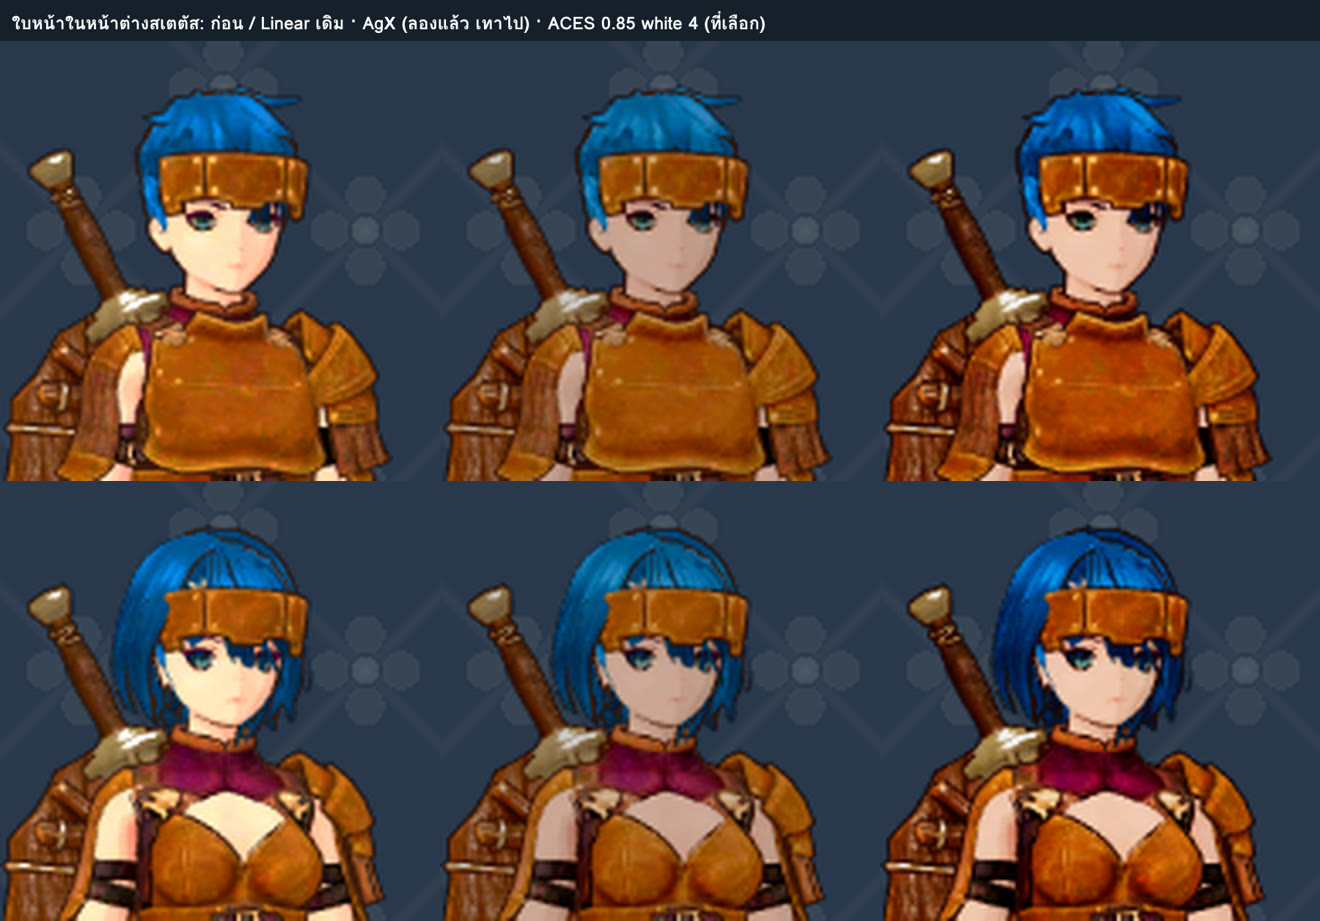 ใบหน้าในหน้าต่างสเตตัส: ก่อน / Linear เดิม · AgX (ลองแล้ว เทาไป) · ACES 0.85 white 4 (ที่เลือก)